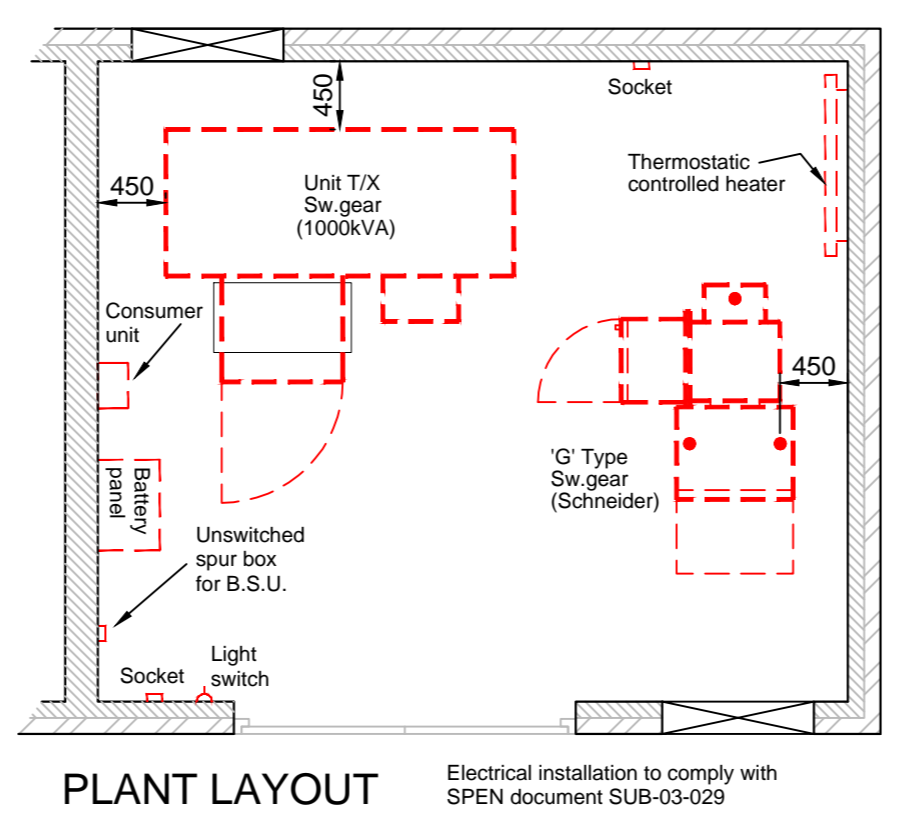 450
Socket
Thermostatic
controlled heater
450
Unit T/X
Sw.gear
(1000kVA)
Consumer
unit
450
'G' Type
Sw.gear
(Schneider)
Battery
panel
Unswitched
spur box
for B.S.U.
Socket
Light
switch
PLANT LAYOUT
Electrical installation to comply with
SPEN document SUB-03-029